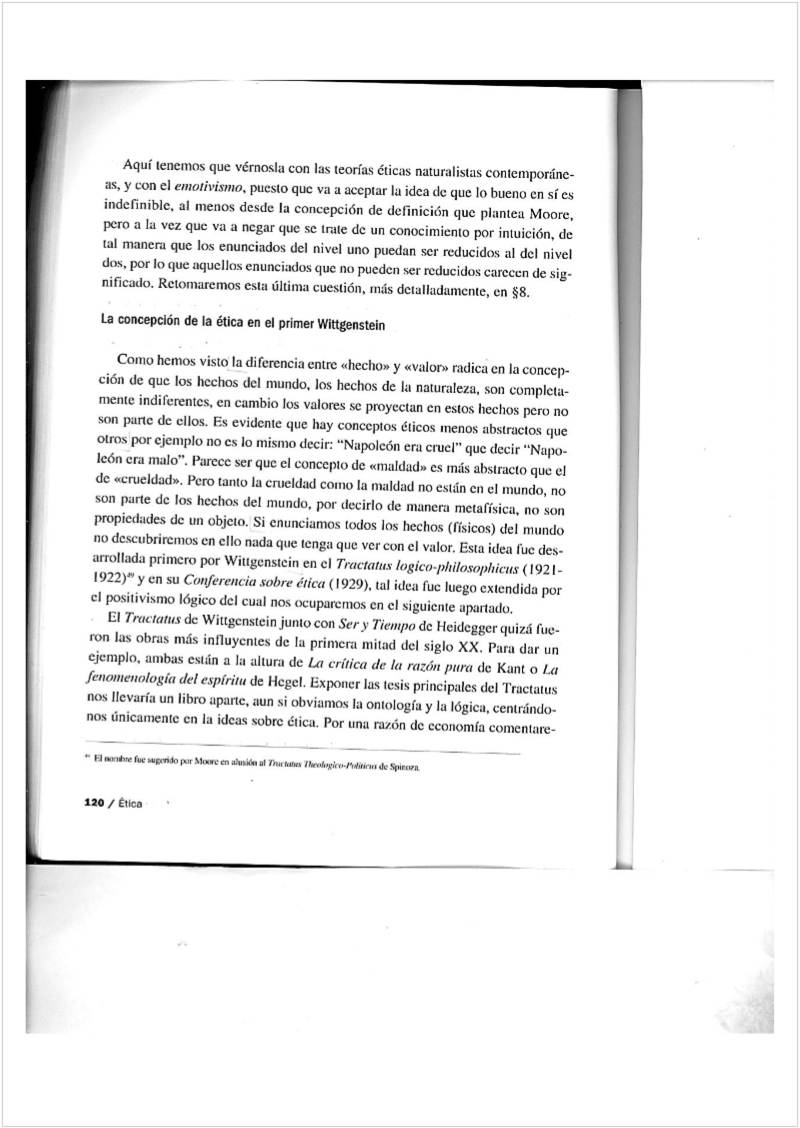 Aquí tenemos que vérnosla con las teorías éticas naturalistas contemporáne-
as, y con el emotivismo, puesto que va a aceptar la idea de que lo bueno en sí es
indefinible, al menos desde la concepción de definición que plantea Moore,
pero a la vez que va a negar que se trate de un conocimiento por intuición, de
tal manera que los enunciados del nivel uno puedan ser reducidos al del nivel
dos, por lo que aquellos enunciados que no pueden ser reducidos carecen de sig-
nificado. Retomaremos esta última cuestión, más detalladamente, en §8.
La concepción de la ética en el primer Wittgenstein
Como hemos visto la diferencia entre «hecho» y «valor» radica en la concep-
ción de que los hechos del mundo, los hechos de la naturaleza, son completa-
mente indiferentes, en cambio los valores se proyectan en estos hechos pero no
son parte de ellos. Es evidente que hay conceptos éticos menos abstractos que
otros por ejemplo no es lo mismo decir: “Napoleón era cruel” que decir “Napo-
león era malo”. Parece ser que el concepto de «maldad» es más abstracto que el
de «crueldad». Pero tanto la crueldad como la maldad no están en el mundo, no
son parte de los hechos del mundo, por decirlo de manera metafísica, no son
propiedades de un objeto. Si enunciamos todos los hechos (físicos) del mundo
no descubriremos en ello nada que tenga que ver con el valor. Esta idea fue des-
arrollada primero por Wittgenstein en el Tractatus logico-philosophicus (1921-
1922) y en su Conferencia sobre ética (1929), tal idea fue luego extendida por
el positivismo lógico del cual nos ocuparemos en el siguiente apartado.
El Tractatus de Wittgenstein junto con Ser y Tiempo de Heidegger quizá fue-
ron las obras más influyentes de la primera mitad del siglo XX. Para dar un
ejemplo, ambas están a la altura de La crítica de la razón pura de Kant o La
fenomenología del espíritu de Hegel. Exponer las tesis principales del Tractatus
nos llevaría un libro aparte, aun si obviamos la ontología y la lógica, centrándo-
nos únicamente en la ideas sobre ética. Por una razón de economía comentare-
El nombre fue sugerido por Moore en alusión al Tractatus Theologico-Politicus de Spinoza.
120 / Ética